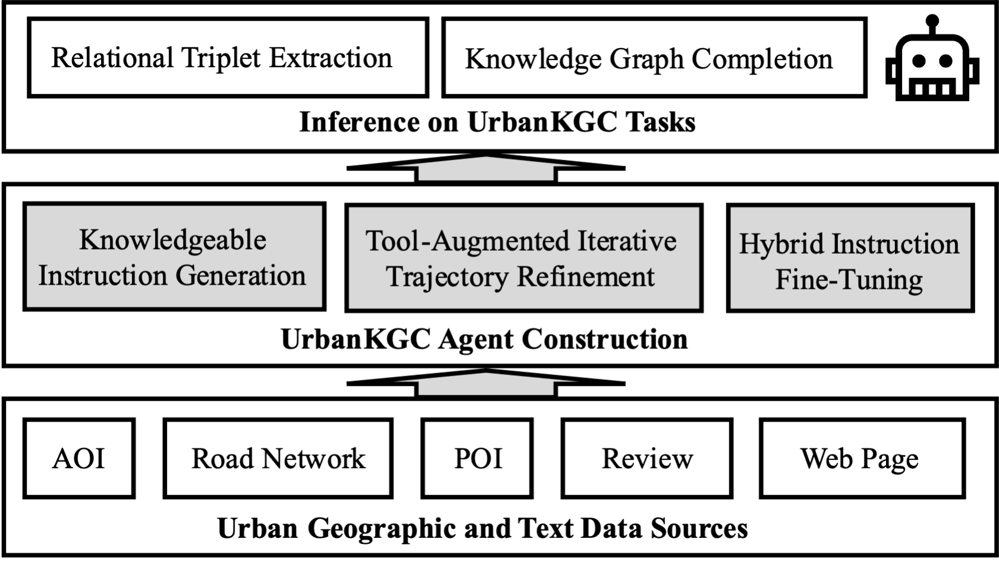 Relational Triplet Extraction
Knowledge Graph Completion
Inference on UrbanKGC Tasks
Knowledgeable
Instruction Generation
Tool-Augmented Iterative
Trajectory Refinement
Hybrid Instruction
Fine-Tuning
UrbanKGC Agent Construction
AOI
Road Network
POI
Review
Web Page
Urban Geographic and Text Data Sources